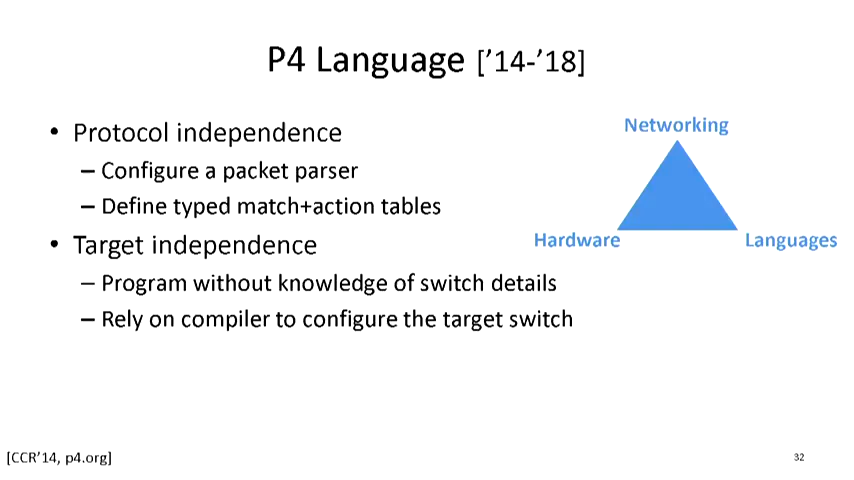 P4 Language [’14-’18]
• Protocol independence
– Configure a packet parser
– Define typed match+action tables
• Target independence
– Program without knowledge of switch details
– Rely on compiler to configure the target switch
Networking
Hardware
Languages
[CCR’14, p4.org]
32